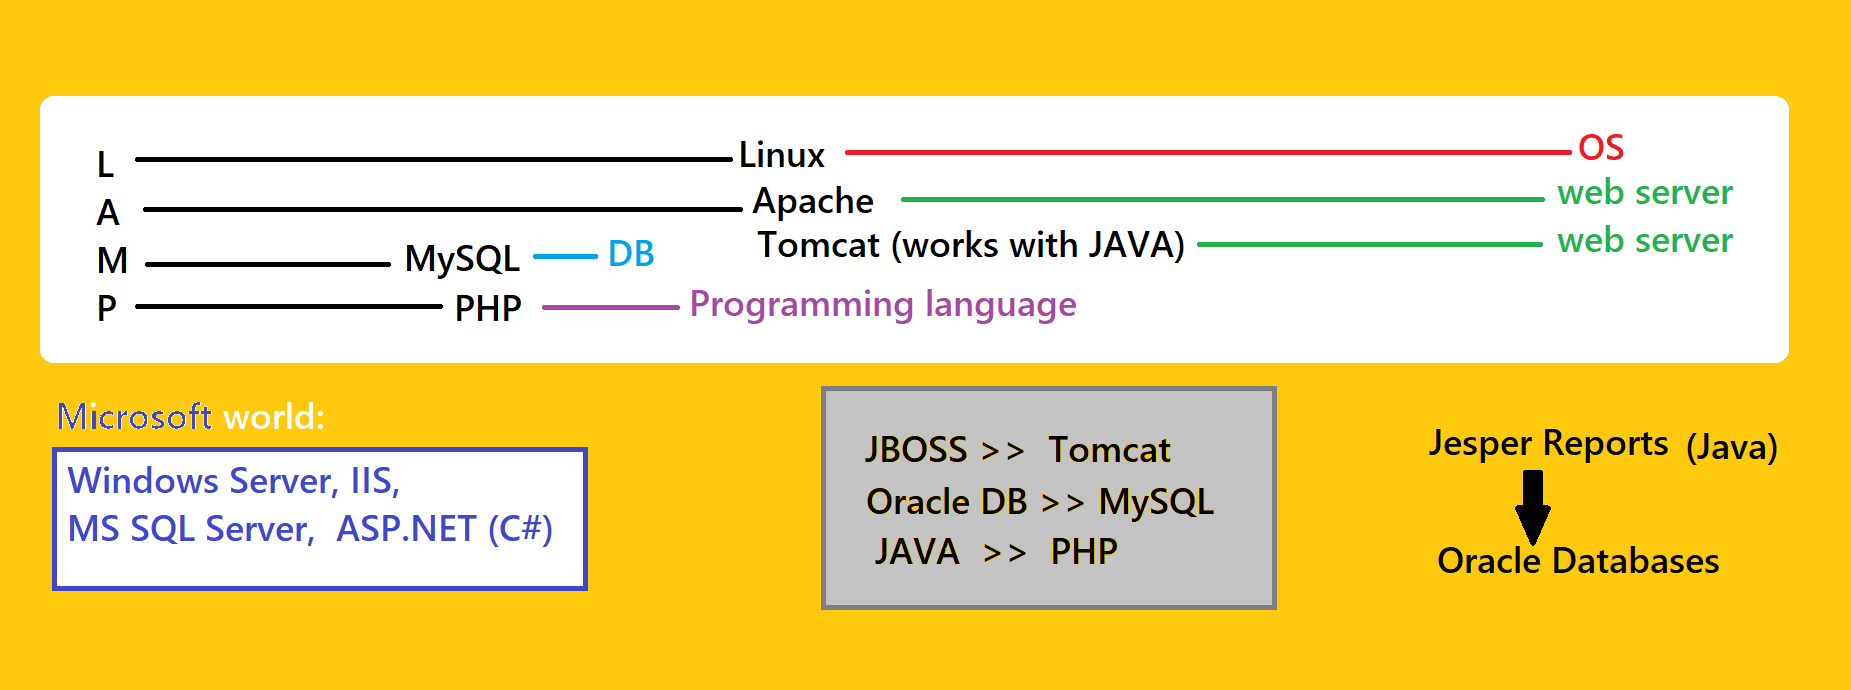 L Linux OS
A Apache web server
Tomcat (works with JAVA) web server
M MySQL DB
P PHP Programming language
Microsoft world:
Windows Server, IIS,
MS SQL Server, ASP.NET (C#)
JBOSS >> Tomcat
Oracle DB >> MySQL
JAVA >> PHP
Jesper Reports (Java)
Oracle Databases